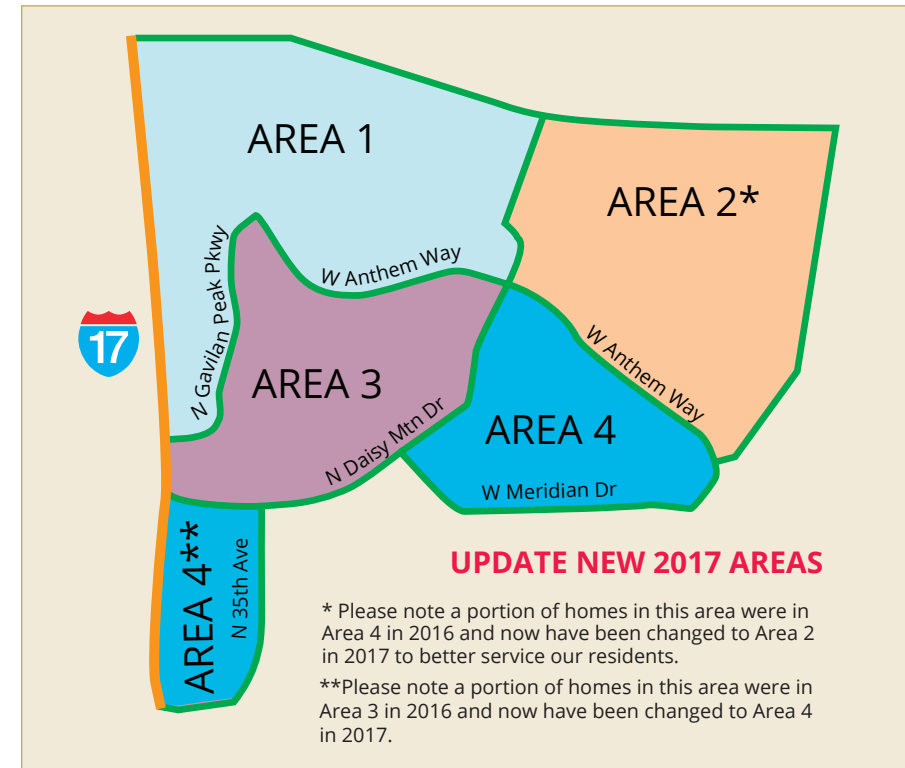 AREA 1
AREA 2*
N Gavilan Peak Pkwy
W Anthem Way
17
AREA 3
W Anthem Way
N Daisy Mtn Dr
AREA 4
W Meridian Dr
AREA 4**
N 35th Ave
UPDATE NEW 2017 AREAS
* Please note a portion of homes in this area were in
Area 4 in 2016 and now have been changed to Area 2
in 2017 to better service our residents.
**Please note a portion of homes in this area were in
Area 3 in 2016 and now have been changed to Area 4
in 2017.